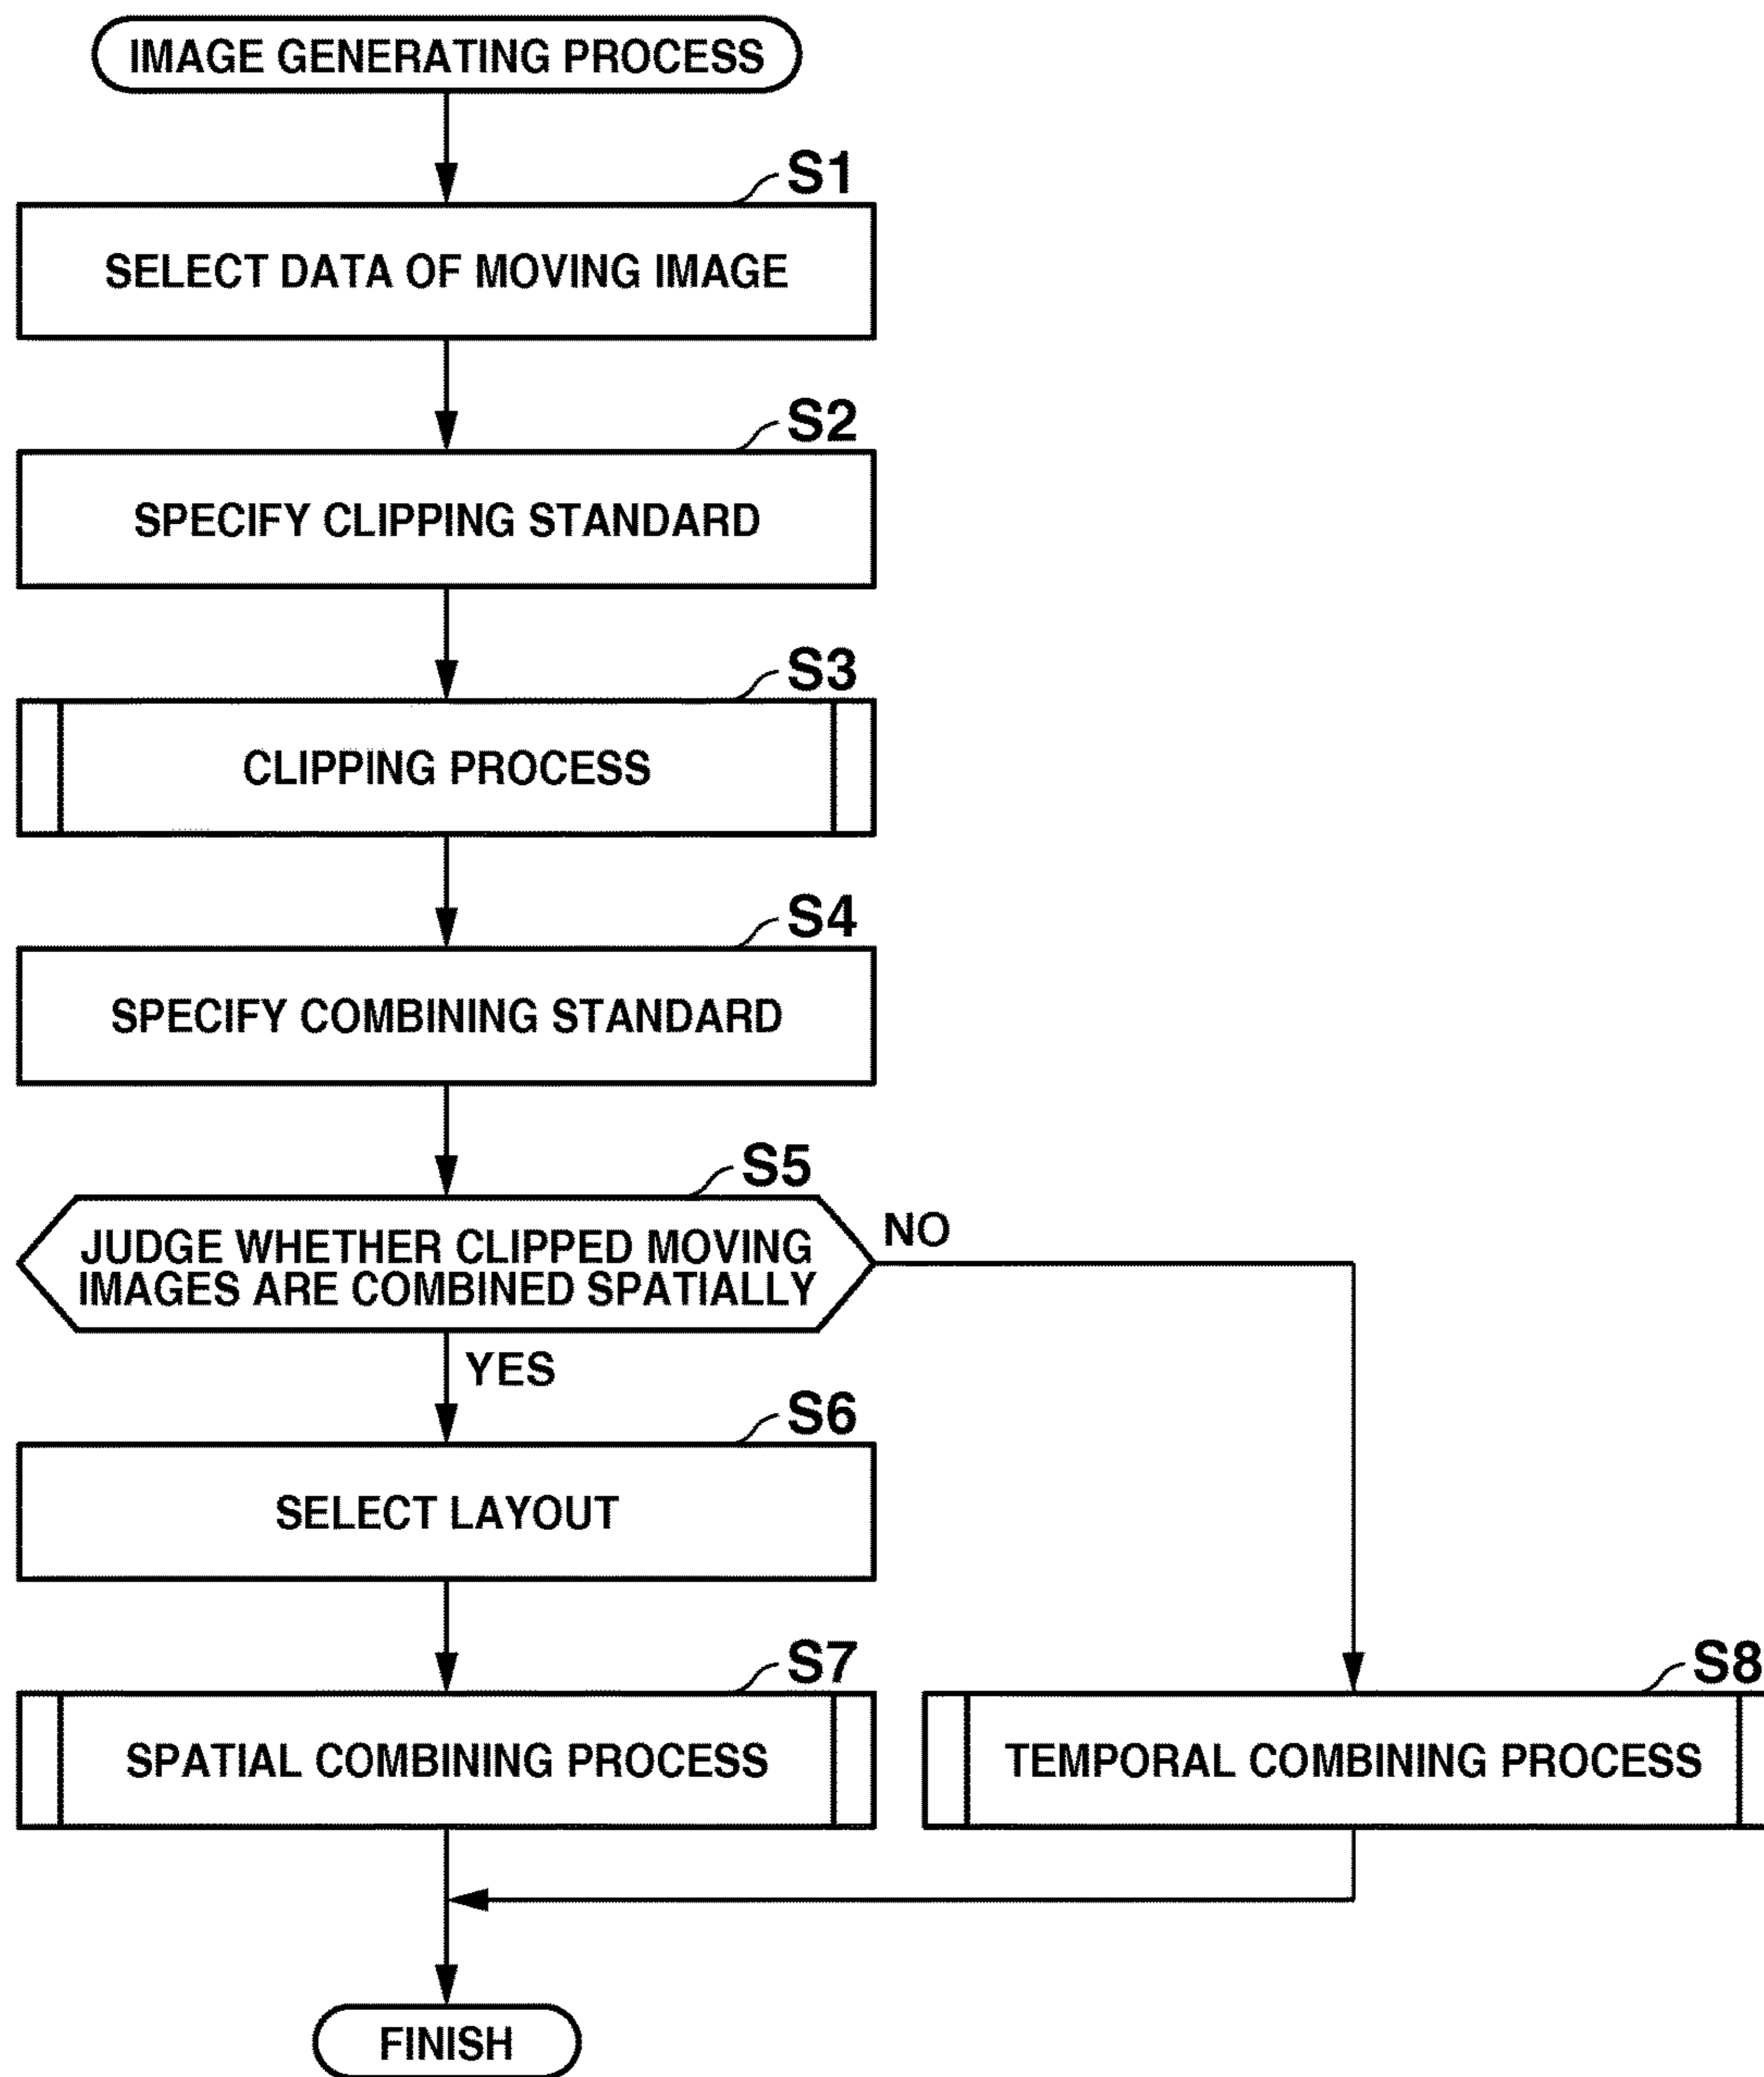 IMAGE GENERATING PROCESS
S1
SELECT DATA OF MOVING IMAGE
S2
SPECIFY CLIPPING STANDARD
S3
CLIPPING PROCESS
S4
SPECIFY COMBINING STANDARD
S5
JUDGE WHETHER CLIPPED MOVING
IMAGES ARE COMBINED SPATIALLY
NO
YES
S6
SELECT LAYOUT
S7
SPATIAL COMBINING PROCESS
S8
TEMPORAL COMBINING PROCESS
FINISH